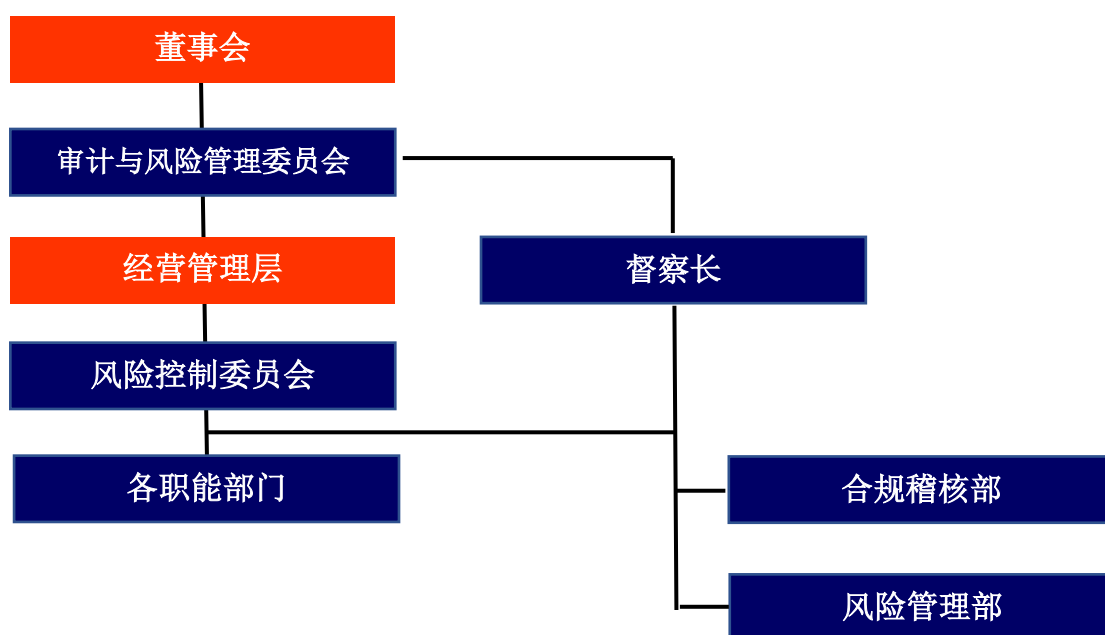 董事会
审计与风险管理委员会
经营管理层
督察长
风险控制委员会
各职能部门
合规稽核部
风险管理部